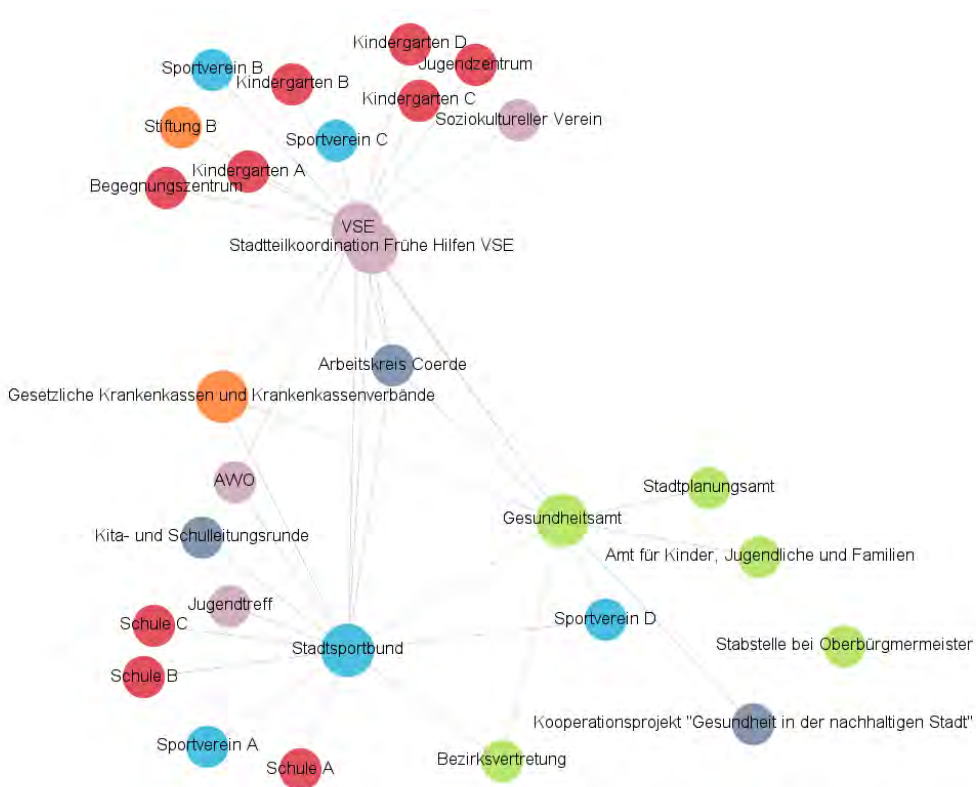 Kindergarten D
Jugendzentrum
Sportverein B
Kindergarten B
Kindergarten C
Soziokultureller Verein
Stiftung B
Sportverein C
Kindergarten A
Begegnungszentrum
VSE
Stadtteilkoordination Frühe Hilfen VSE
Arbeitskreis Coerde
Gesetzliche Krankenkassen und Krankenkassenverbände
AWO
Stadtplanungsamt
Gesundheitsamt
Kita- und Schulleitungsrunde
Amt für Kinder, Jugendliche und Familien
Jugendtreff
Schule C
Sportverein D
Stadtsportbund
Stabstelle bei Oberbürgmermeister
Schule B
Kooperationsprojekt "Gesundheit in der nachhaltigen Stadt"
Sportverein A
Bezirksvertretung
Schule A